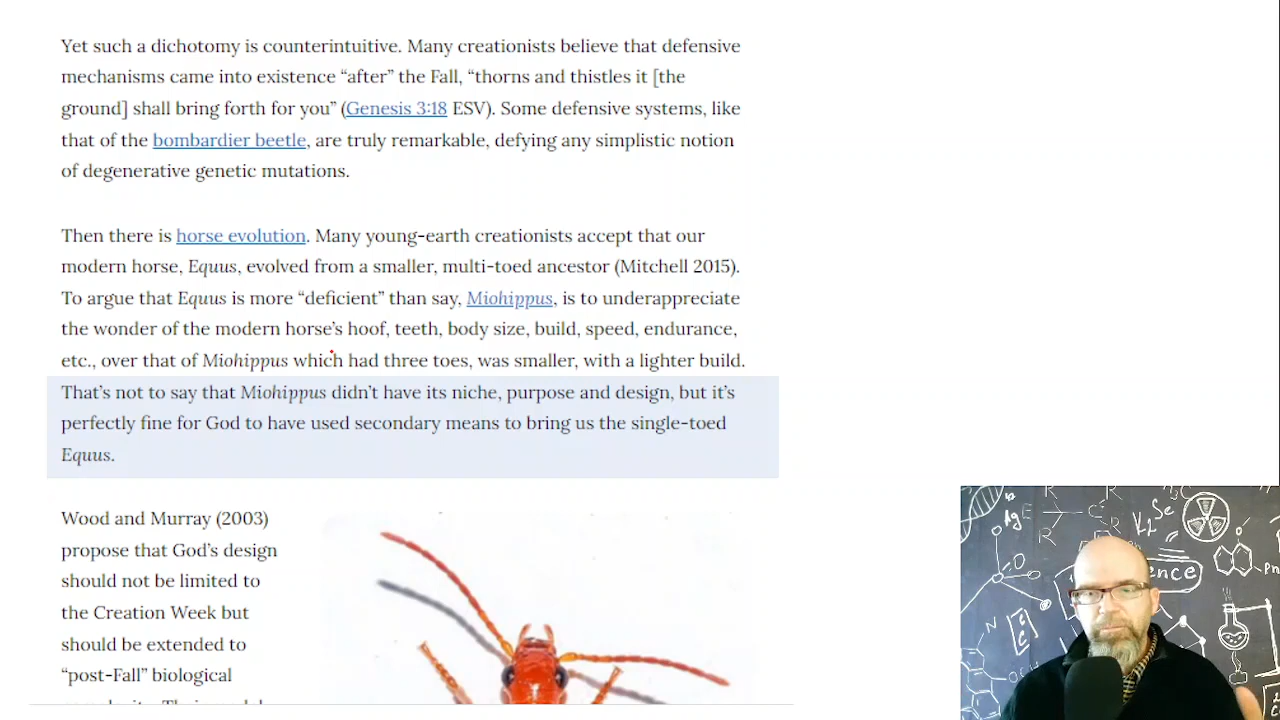 Yet such a dichotomy is counterintuitive. Many creationists believe that defensive
mechanisms came into existence “after” the Fall, “thorns and thistles it [the
ground] shall bring forth for you” (Genesis 3:18 ESV). Some defensive systems, like
that of the bombardier beetle, are truly remarkable, defying any simplistic notion
of degenerative genetic mutations.
Then there is horse evolution. Many young-earth creationists accept that our
modern horse, Equus, evolved from a smaller, multi-toed ancestor (Mitchell 2015).
To argue that Equus is more “deficient” than say, Miohippus, is to underappreciate
the wonder of the modern horse’s hoof, teeth, body size, build, speed, endurance,
etc., over that of Miohippus which had three toes, was smaller, with a lighter build.
That’s not to say that Miohippus didn’t have its niche, purpose and design, but it’s
perfectly fine for God to have used secondary means to bring us the single-toed
Equus.
Wood and Murray (2003)
propose that God’s design
should not be limited to
the Creation Week but
should be extended to
“post-Fall” biological
Ag
Se
ence